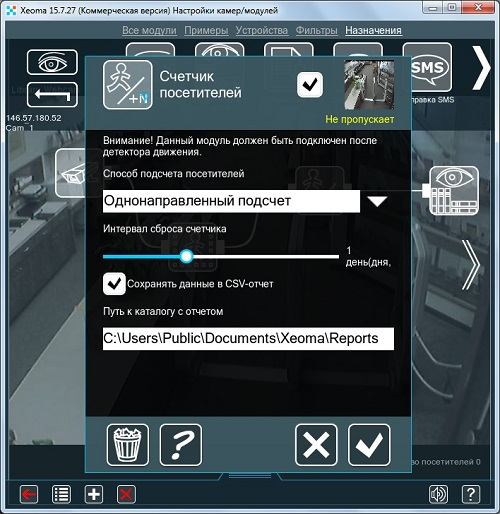 Xeoma 15.7.27 (Коммерческая версия) Настройки камер/модулей
Все модули Примеры Устройства Фильтры Назначения
SMS
146.57.180.52
Cam_1
Счетчик
посетителей
+N
Не пропускает
Внимание! Данный модуль должен быть подключен после
детектора движения.
Способ подсчета посетителей
Однонаправленный подсчет
Интервал сброса счетчика
1
день(дня,
Сохранять данные в CSV-отчет
Путь к каталогу с отчетом
C:\Users\Public\Documents\Xeoma\Reports
посетителей 0